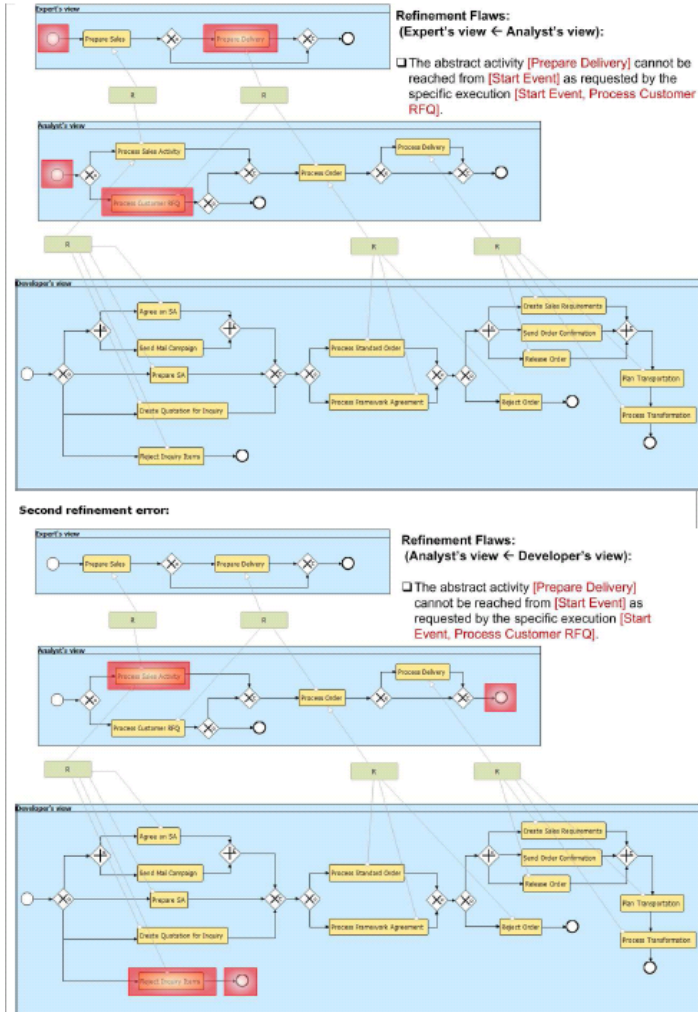 Expert's view
Refinement Flaws:
(Expert's view ← Analyst's view):
Prepare Sales
Prepare Delivery
❑ The abstract activity [Prepare Delivery] cannot be
reached from [Start Event] as requested by the
specific execution [Start Event, Process Customer
RFQ].
R
R
Analyst's view
Process Sales Activity
Process Delivery
Process Order
Process Customer RFQ
R
R
R
Developer's view
Agree on SA
Create Sales Requirements
Send Order Confirmation
Send Mail Campaign
Process Standard Order
Release Order
Prepare SA
Plan Transportation
Create Quotation for Inquiry
Process Framework Agreement
Reject Order
Process Transformation
Reject Inquiry Items
Second refinement error:
Expert's view
Refinement Flaws:
(Analyst's view ← Developer's view):
Prepare Sales
Prepare Delivery
❑ The abstract activity [Prepare Delivery]
cannot be reached from [Start Event] as
requested by the specific execution [Start
Event, Process Customer RFQ].
R
R
Analyst's view
Process Sales Activity
Process Delivery
Process Order
Process Customer RFQ
R
R
R
Developer's view
Agree on SA
Create Sales Requirements
Send Order Confirmation
Send Mail Campaign
Process Standard Order
Release Order
Prepare SA
Plan Transportation
Create Quotation for Inquiry
Process Framework Agreement
Reject Order
Process Transformation
Reject Inquiry Items